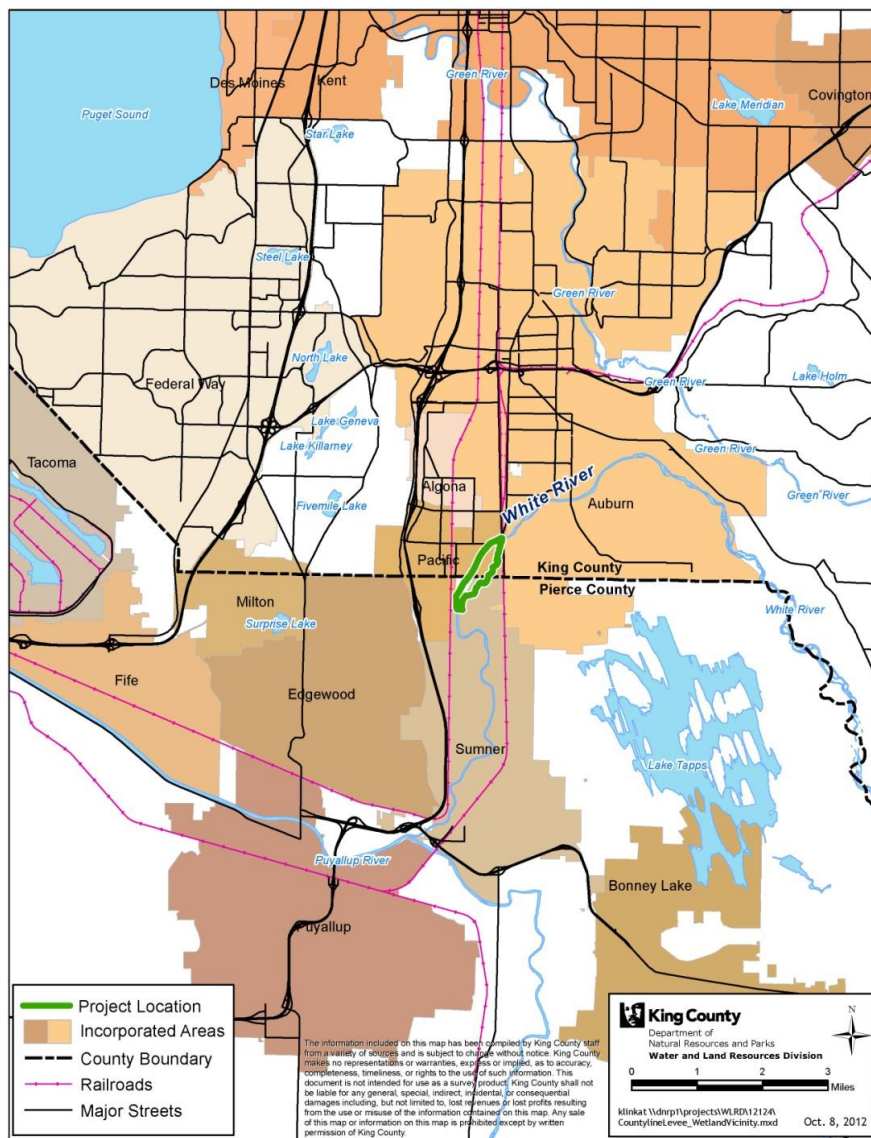 Des Moines
Kent
Green River
Lake Meridian
Covington
Puget Sound
Star Lake
Steel Lake
Green River
North Lake
Federal Way
Green River
Lake Holm
Lake Geneva
Lake Killarney
Tacoma
Algona
White River
Auburn
Green River
Green River
Fivemile Lake
Pacific
King County
Pierce County
Milton
Surprise Lake
White River
Fife
Edgewood
Sumner
Lake Tapps
Puyallup River
Bonney Lake
Puyallup
Project Location
Incorporated Areas
County Boundary
Railroads
Major Streets
The information included on this map has been compiled by King County staff
from a variety of sources and is subject to change without notice. King County
makes no representations or warranties, express or implied, as to accuracy,
completeness, timeliness, or rights to the use of such information. This
document is not intended for use as a survey product. King County shall not
be liable for any general, special, indirect, incidental, or consequential
damages including, but not limited to, lost revenues or lost profits resulting
from the use or misuse of the information contained on this map. Any sale
of this map or information on this map is prohibited except by written
permission of King County.
King County
Department of
Natural Resources and Parks
Water and Land Resources Division
N
0 1 2 3
Miles
klinkat \\dnrp1\projects\WLRD\12124\
CountylineLevee_WetlandVicinity.mxd
Oct. 8, 2012